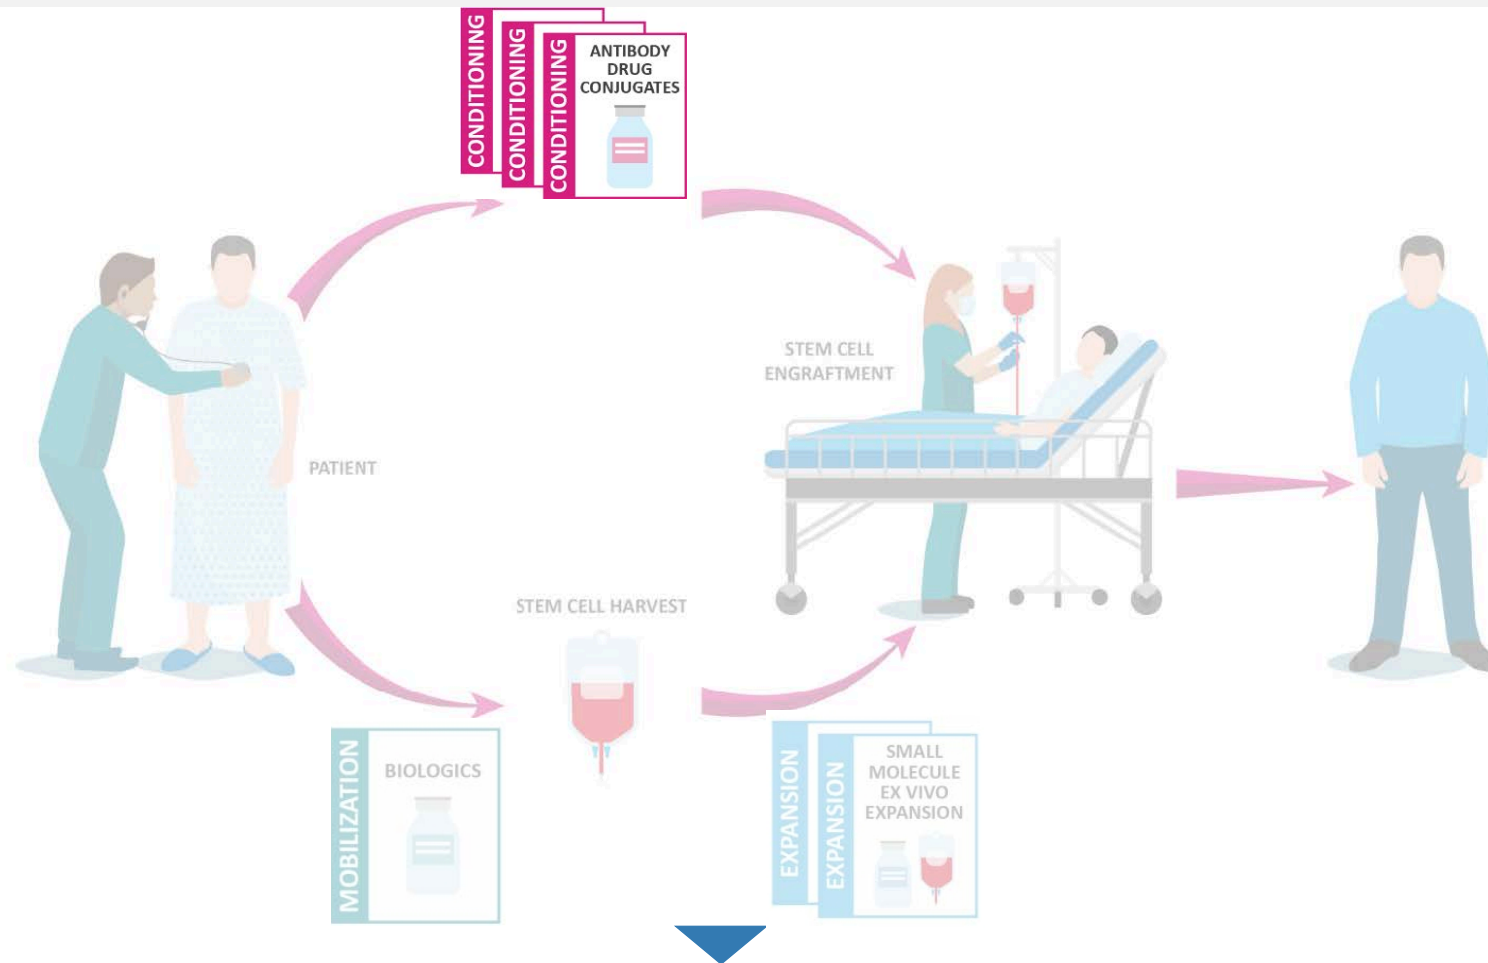 CONDITIONING
CONDITIONING
CONDITIONING
ANTIBODY
DRUG
CONJUGATES
STEM CELL
ENGRAFTMENT
PATIENT
STEM CELL HARVEST
MOBILIZATION
BIOLOGICS
EXPANSION
EXPANSION
SMALL
MOLECULE
EX VIVO
EXPANSION